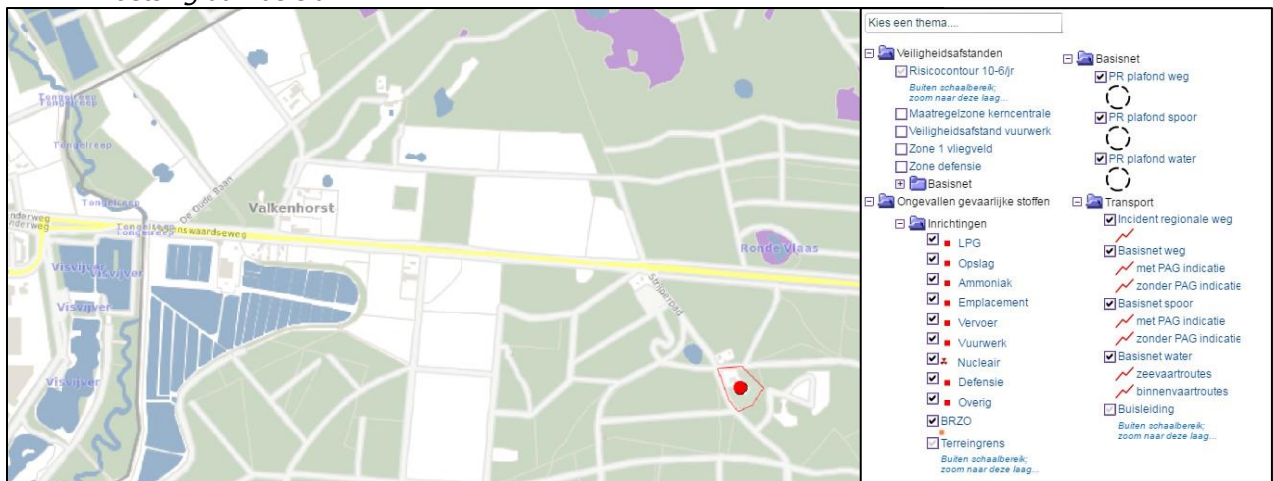 Tongelreep
Tongelreep
Tongelreep
Tongelreep
De Oude Baan
Valkenhorst
nderweg
nderweg
Tongelreep
Tongelreep
nswaardseweg
Visvijver
Visvijver
Visvijver
Visvijver
Ronde Vlaas
Strijperpad
Kies een thema....
Veiligheidsafstanden
Risicocontour 10-6/jr
Buiten schaalbereik;
zoom naar deze laag...
Maatregelzone kerncentrale
Veiligheidsafstand vuurwerk
Zone 1 vliegveld
Zone defensie
Basisnet
Ongevallen gevaarlijke stoffen
Inrichtingen
LPG
Opslag
Ammoniak
Emplacement
Vervoer
Vuurwerk
Nucleair
Defensie
Overig
BRZO
Terreingrens
Buiten schaalbereik;
zoom naar deze laag...
Basisnet
PR plafond weg
PR plafond spoor
PR plafond water
Transport
Incident regionale weg
Basisnet weg
met PAG indicatie
zonder PAG indicatie
Basisnet spoor
met PAG indicatie
zonder PAG indicatie
Basisnet water
zeevaartroutes
binnenvaartroutes
Buisleiding
Buiten schaalbereik;
zoom naar deze laag...